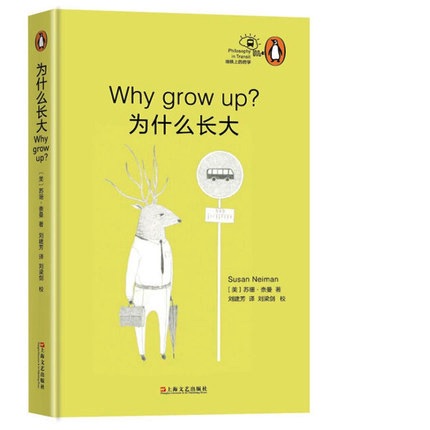 为什么长大
Why
grow
up?
[美] 苏珊·奈曼 著
刘建芳 译 刘梁剑 校
Philosophy
in Transit
地铁上的哲学
Why grow up?
为什么长大
Susan Neiman
[美] 苏珊·奈曼 著
刘建芳 译 刘梁剑 校
上海文艺出版社